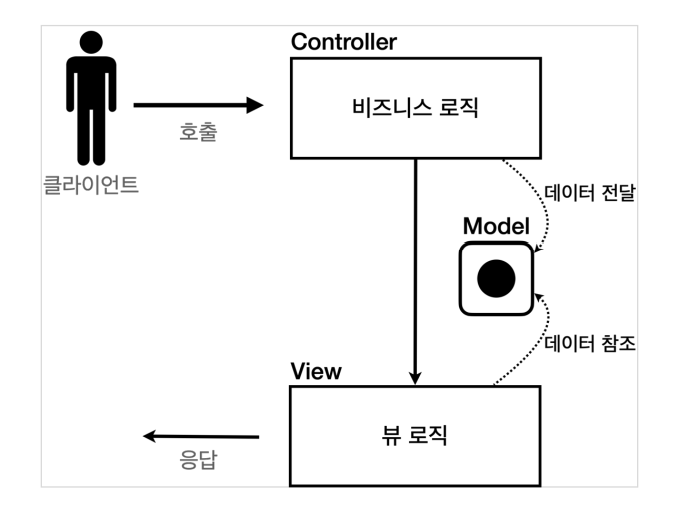 Controller
비즈니스 로직
호출
클라이언트
데이터 전달
Model
데이터 참조
View
뷰 로직
응답